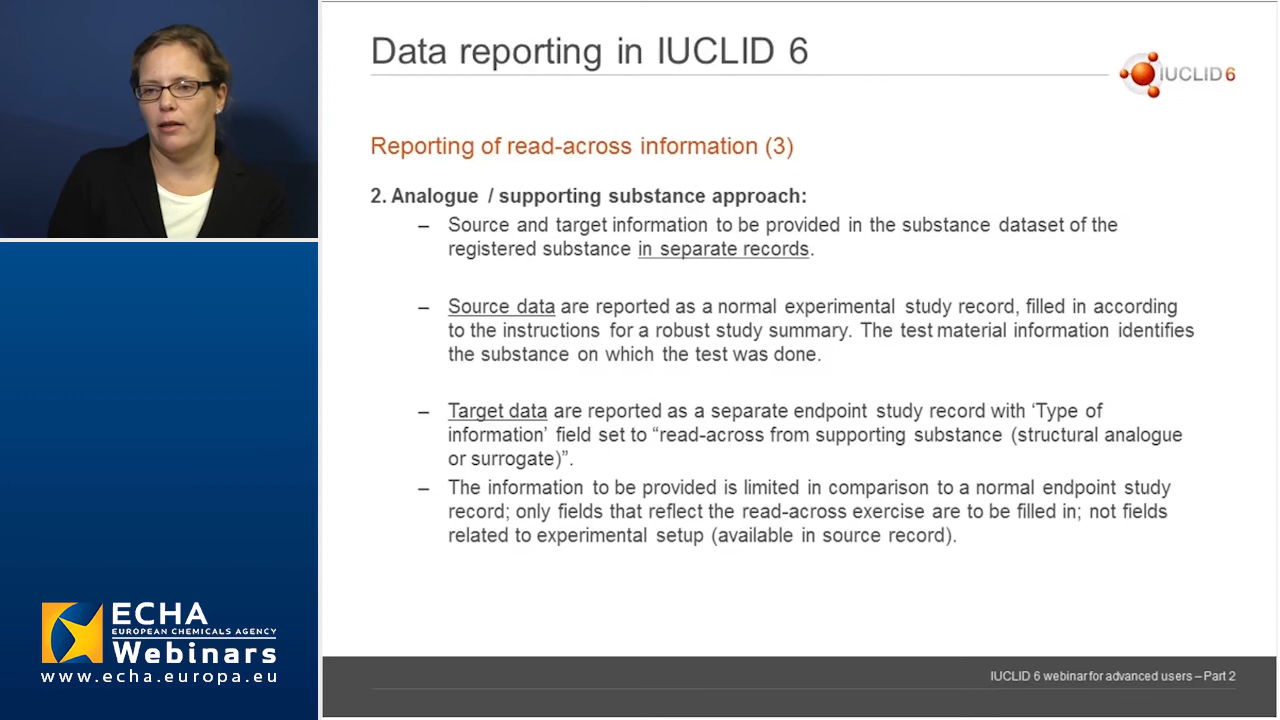 Data reporting in IUCLID 6
IUCLID 6
Reporting of read-across information (3)
2. Analogue / supporting substance approach:
– Source and target information to be provided in the substance dataset of the
registered substance in separate records.
– Source data are reported as a normal experimental study record, filled in according
to the instructions for a robust study summary. The test material information identifies
the substance on which the test was done.
– Target data are reported as a separate endpoint study record with ‘Type of
information’ field set to “read-across from supporting substance (structural analogue
or surrogate)”.
– The information to be provided is limited in comparison to a normal endpoint study
record; only fields that reflect the read-across exercise are to be filled in; not fields
related to experimental setup (available in source record).
ECHA
EUROPEAN CHEMICALS AGENCY
Webinars
www.echa.europa.eu
IUCLID 6 webinar for advanced users – Part 2